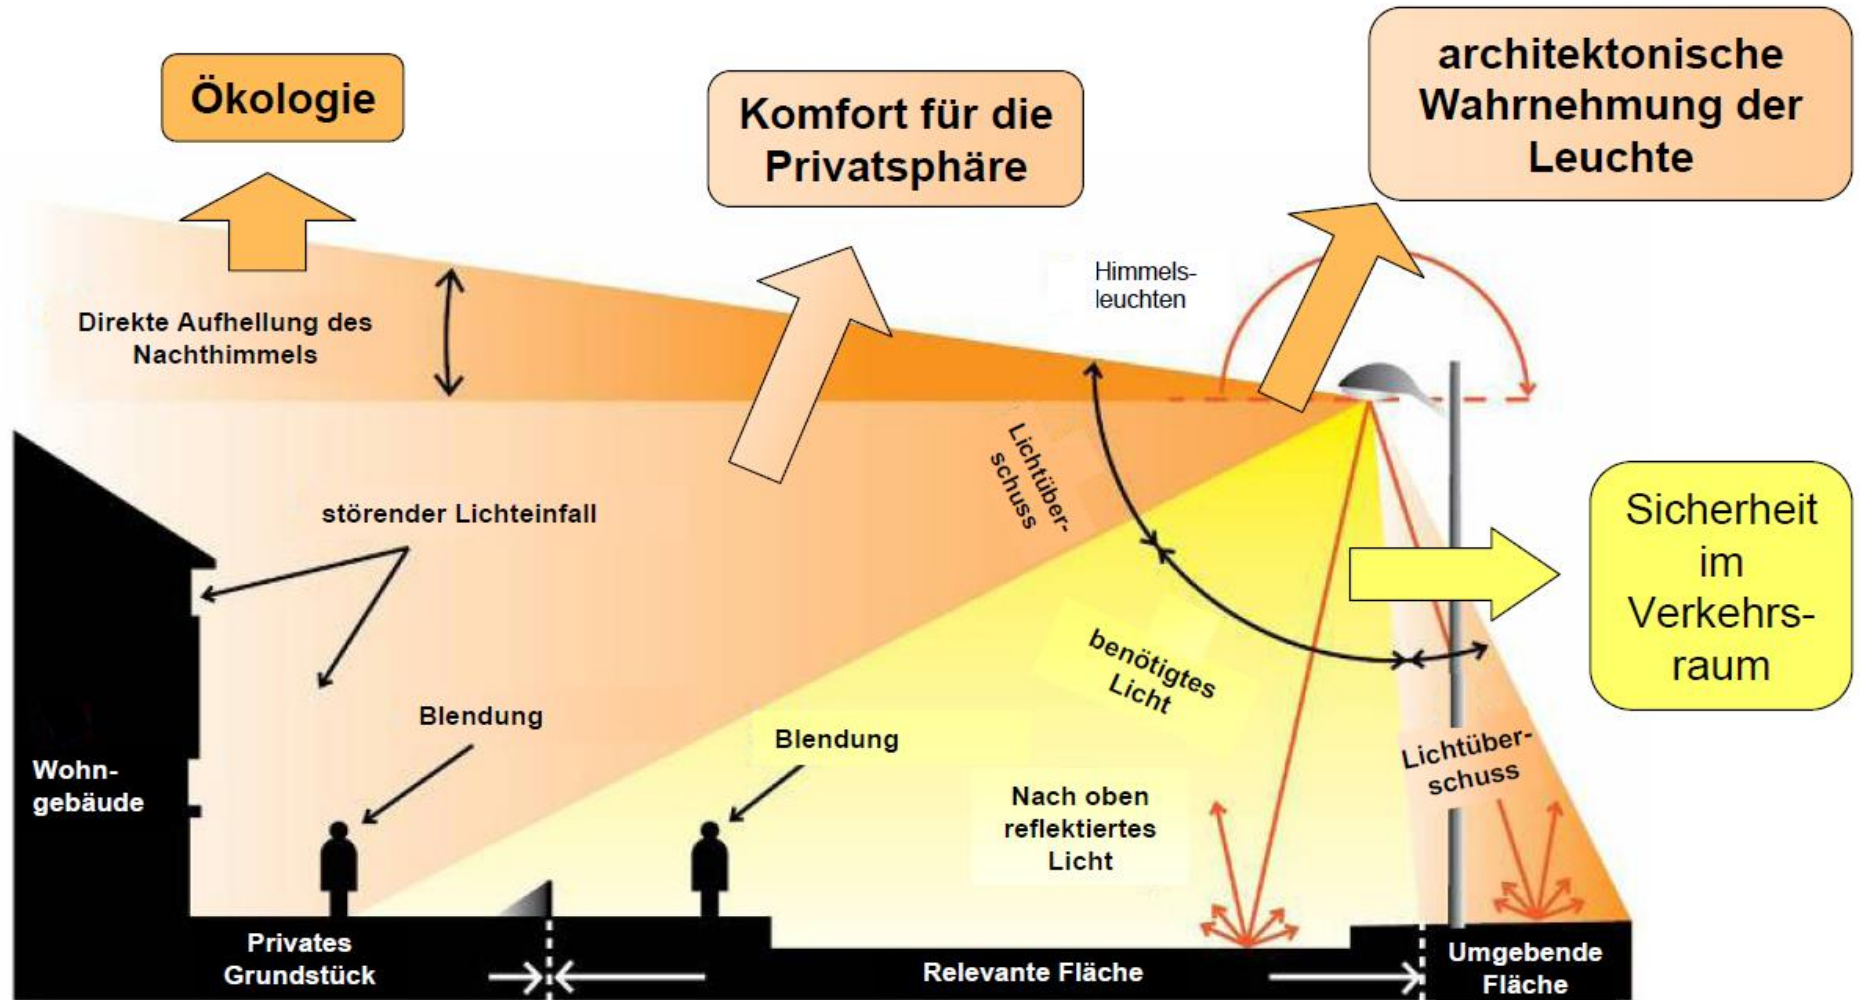 Ökologie
Komfort für die
Privatsphäre
architektonische
Wahrnehmung der
Leuchte
Himmels-
leuchten
Direkte Aufhellung des
Nachthimmels
Lichtüber-
schuss
störender Lichteinfall
Sicherheit
im
Verkehrs-
raum
benötigtes
Licht
Blendung
Blendung
Lichtüber-
schuss
Wohn-
gebäude
Nach oben
reflektiertes
Licht
Privates
Grundstück
Relevante Fläche
Umgebende
Fläche